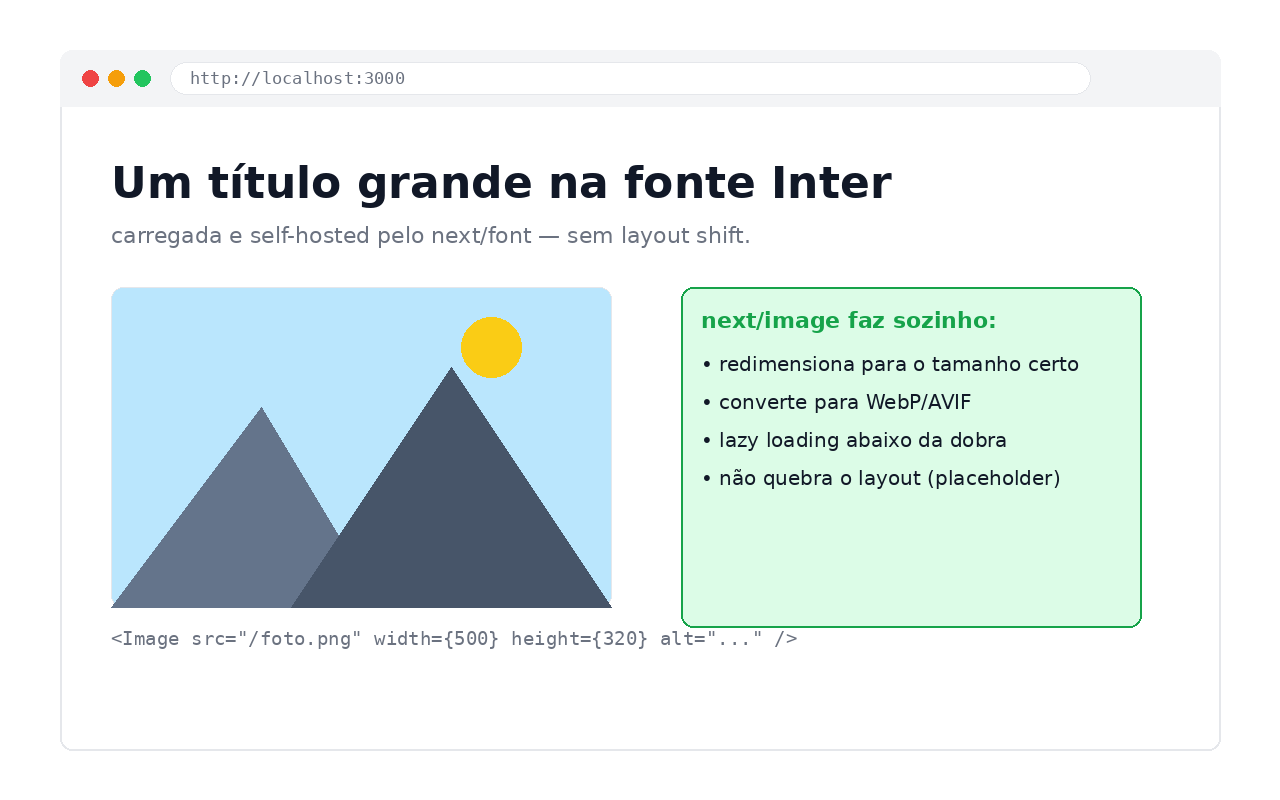 http://localhost:3000
Um título grande na fonte Inter
carregada e self-hosted pelo next/font — sem layout shift.
next/image faz sozinho:
• redimensiona para o tamanho certo
• converte para WebP/AVIF
• lazy loading abaixo da dobra
• não quebra o layout (placeholder)
<Image src="/foto.png" width={500} height={320} alt="..." />